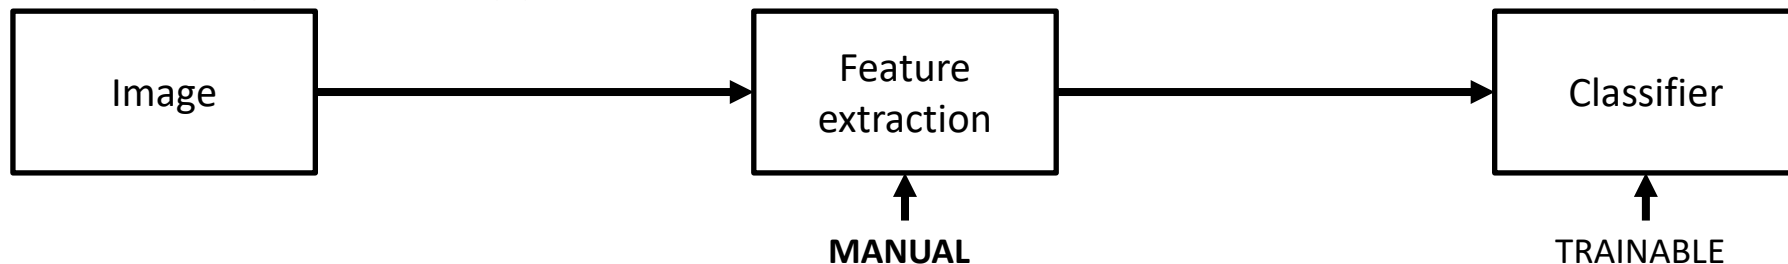 Image
Feature
extraction
Classifier
MANUAL
TRAINABLE